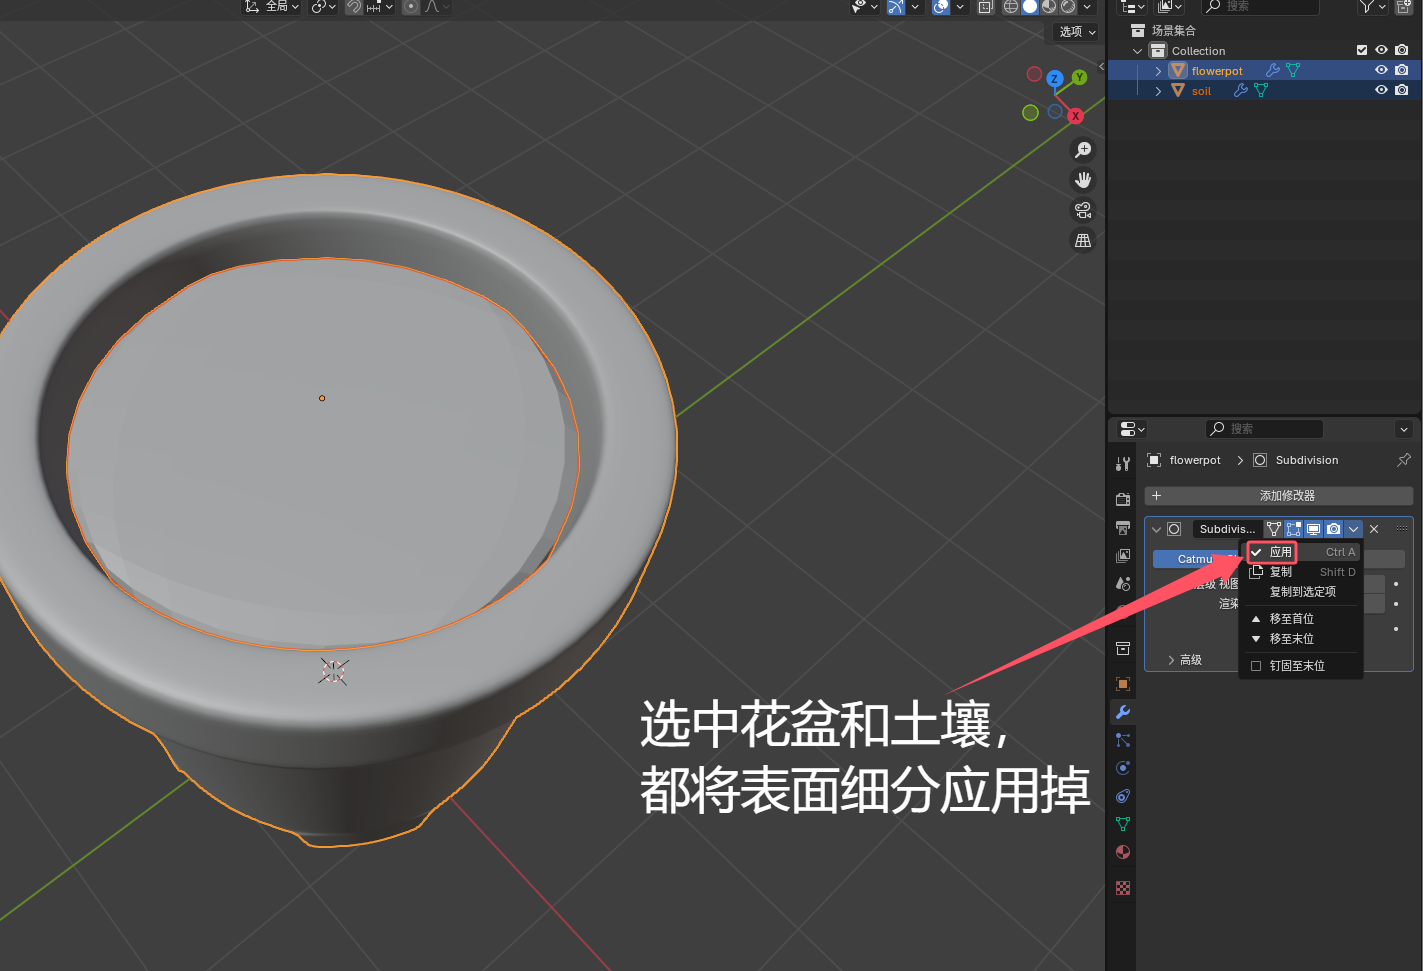 全局
搜索
选项
场景集合
Collection
flowerpot
soil
Z
Y
X
搜索
flowerpot
Subdivision
添加修改器
Subdivis...
应用 Ctrl A
Catmu
复制 Shift D
层级 视图
复制到选定项
渲染
移至首位
移至末位
高级
钉固至末位
选中花盆和土壤，
都将表面细分应用掉